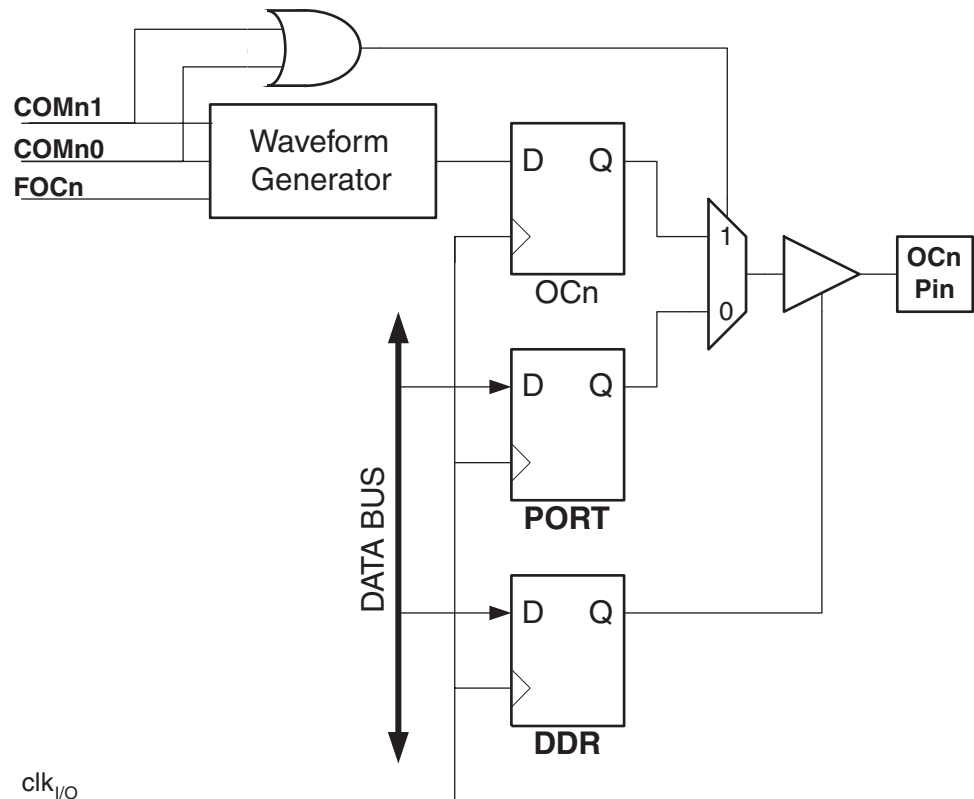 COMn1
COMn0
FOCn
Waveform
Generator
D Q
OCn
1
0
OCn
Pin
D Q
PORT
DATA BUS
D Q
DDR
clkI/O